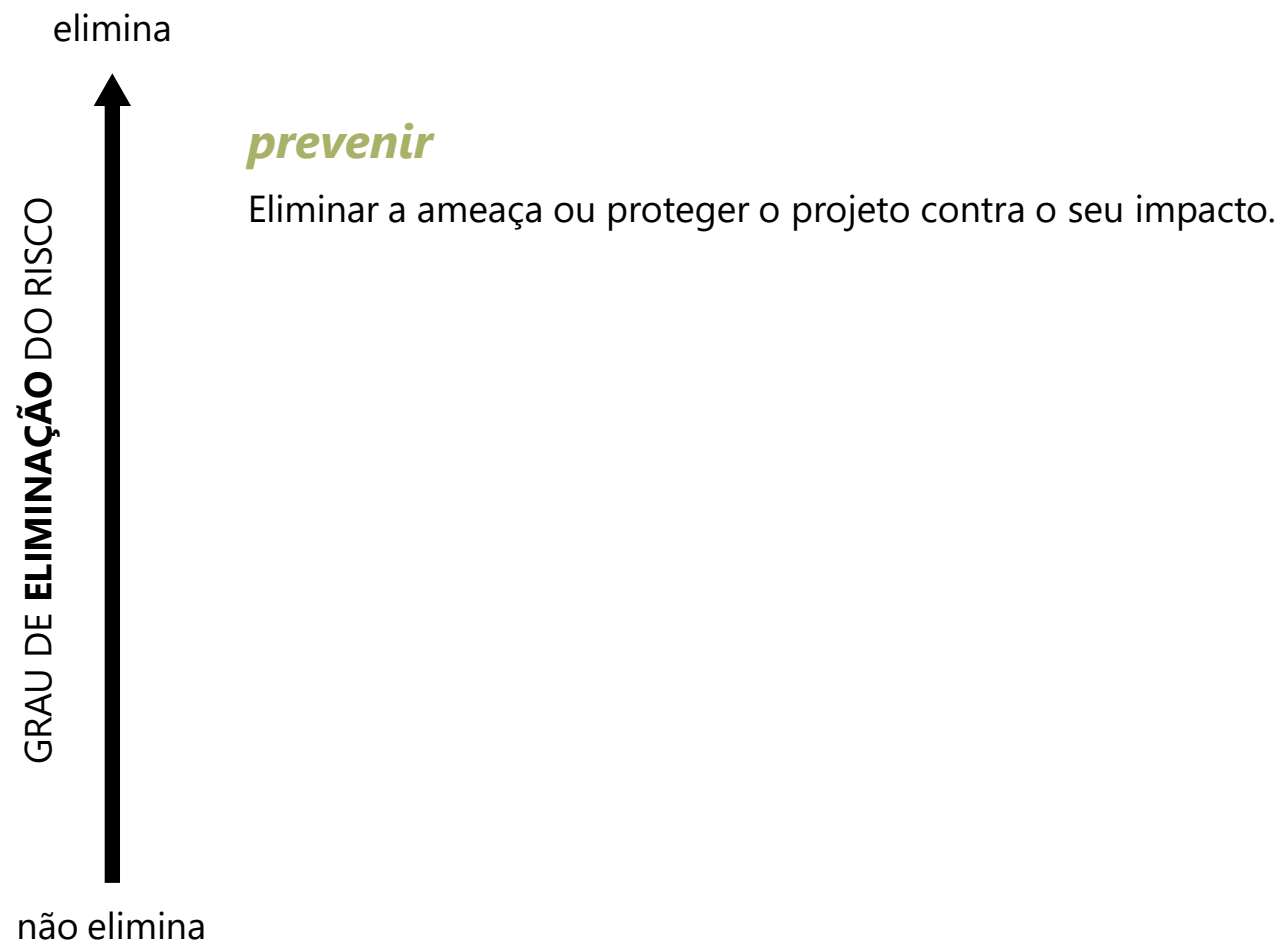 elimina
prevenir
Eliminar a ameaça ou proteger o projeto contra o seu impacto.
GRAU DE ELIMINAÇÃO DO RISCO
não elimina